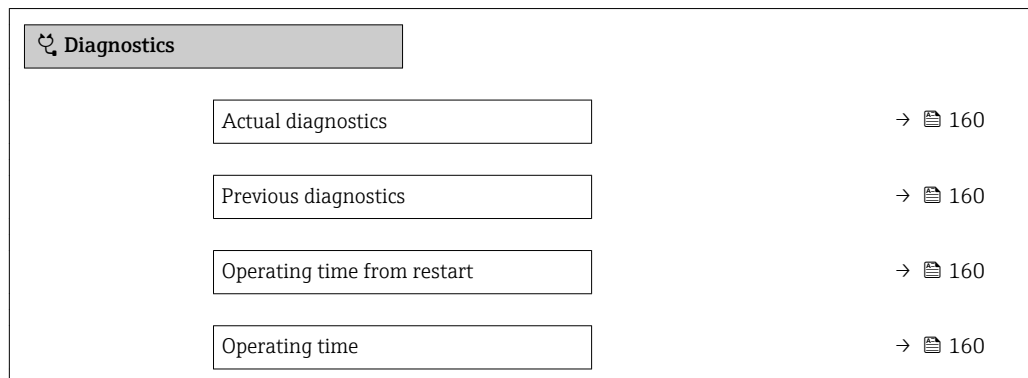 Diagnostics
Actual diagnostics → 160
Previous diagnostics → 160
Operating time from restart → 160
Operating time → 160